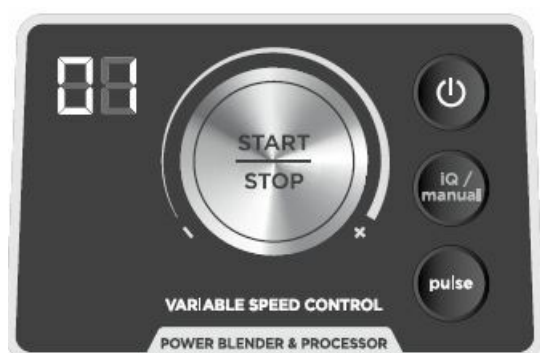 01
START
STOP
iQ /
manual
pulse
VARIABLE SPEED CONTROL
POWER BLENDER & PROCESSOR